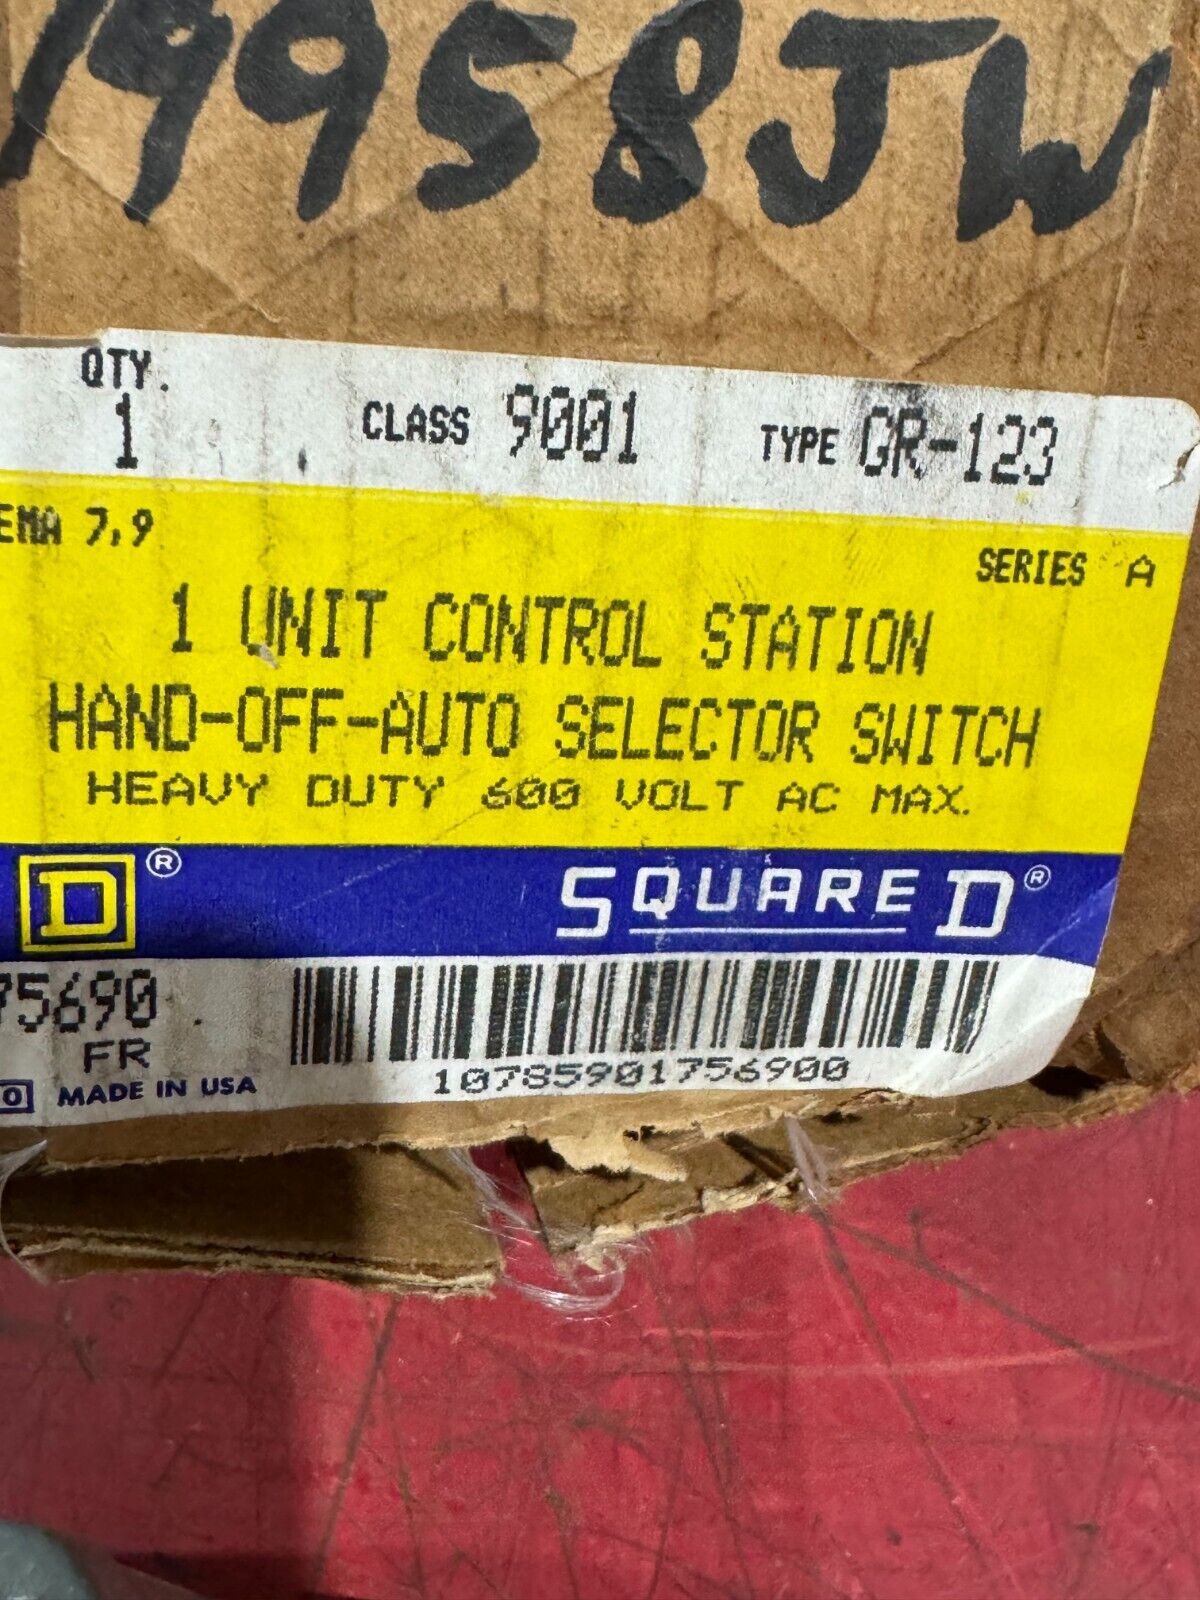 19958JW
QTY.
1 CLASS 9001 TYPE GR-123
EMA 7,9
SERIES A
1 UNIT CONTROL STATION
HAND-OFF-AUTO SELECTOR SWITCH
HEAVY DUTY 600 VOLT AC MAX.
D® SQUARE D®
75690
FR
10785901756900
MADE IN USA